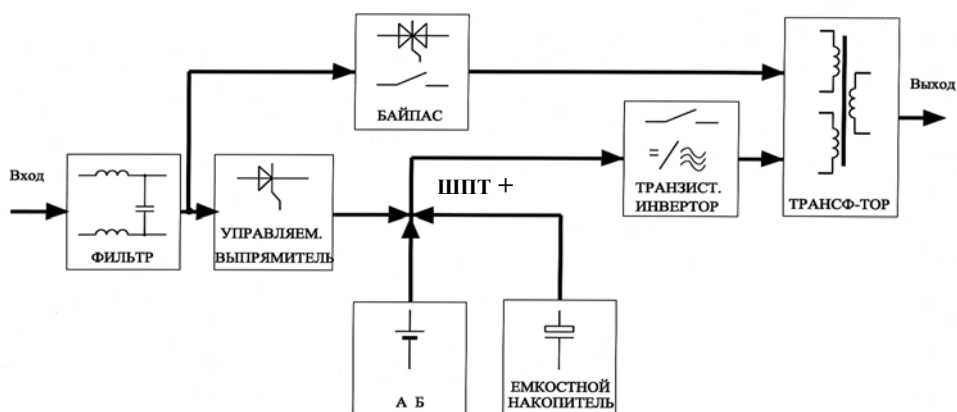 БАЙПАС
Выход
Вход
ШПТ +
ТРАНЗИСТ.
ИНВЕРТОР
ТРАНСФ-ТОР
ФИЛЬТР
УПРАВЛЯЕМ.
ВЫПРЯМИТЕЛЬ
А Б
ЕМКОСТНОЙ
НАКОПИТЕЛЬ